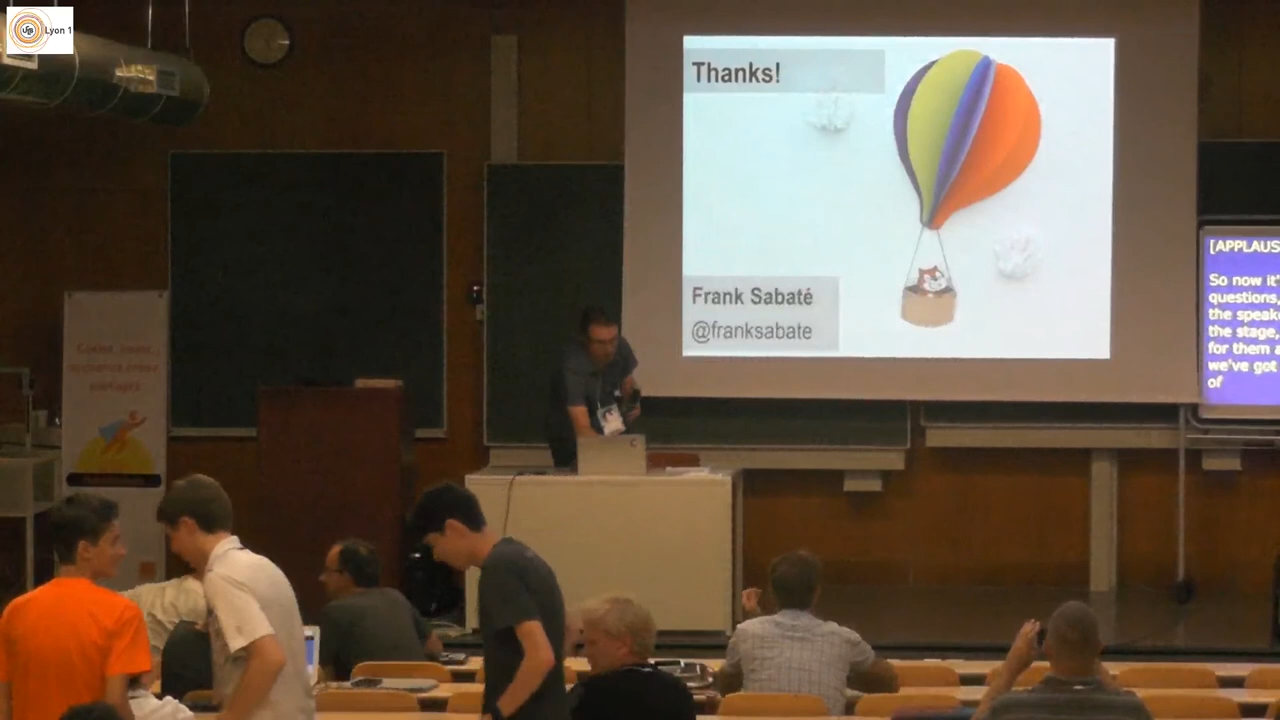 Lyon 1
Thanks!
Frank Sabaté
@franksabate
[APPLAUS
So now it'
questions,
the speake
the stage,
for them a
we've got
of